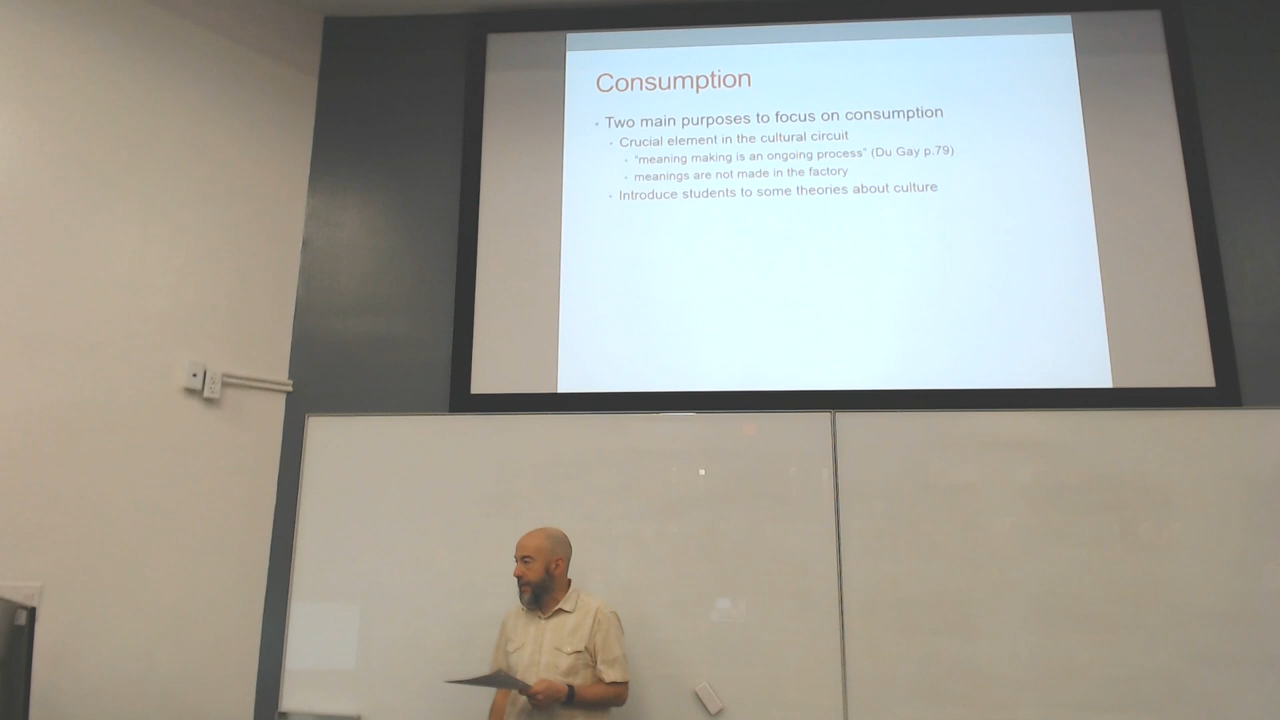 Consumption
Two main purposes to focus on consumption
Crucial element in the cultural circuit
"meaning making is an ongoing process" (Du Gay p.79)
meanings are not made in the factory
Introduce students to some theories about culture